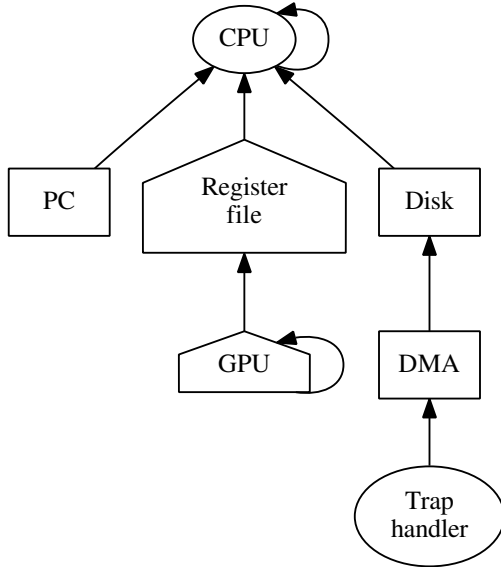 CPU
PC
Register
file
Disk
GPU
DMA
Trap
handler